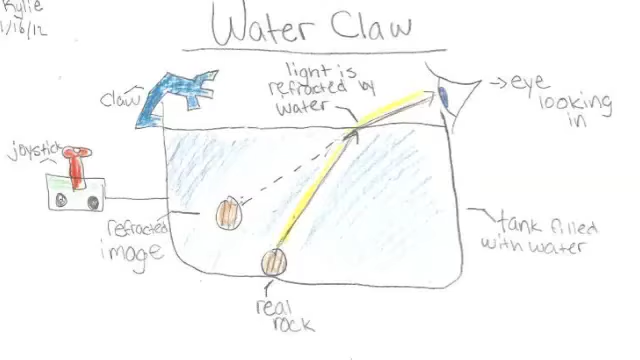 Kylie
1/16/12
Water Claw
light is
refracted by
water
claw
eye
looking
in
joystick
refracted
image
tank filled
with water
real
rock